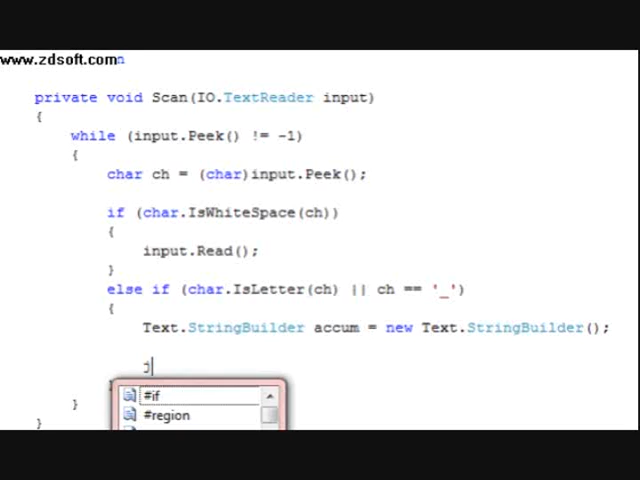 www.zdsoft.comn
private void Scan(IO.TextReader input)
{
while (input.Peek() != -1)
{
char ch = (char)input.Peek();
if (char.IsWhiteSpace(ch))
{
input.Read();
}
else if (char.IsLetter(ch) || ch == '_')
{
Text.StringBuilder accum = new Text.StringBuilder();
}
#if
#region
}
}